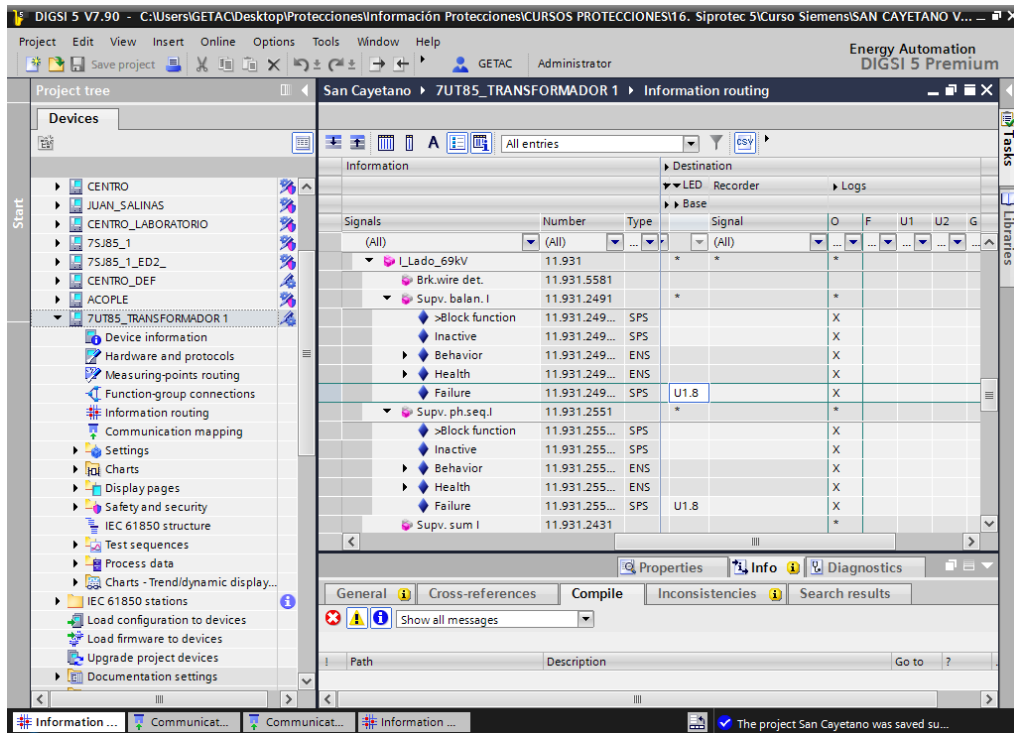 DIGSI 5 V7.90 - C:\Users\GETAC\Desktop\Protecciones\Información Protecciones\CURSOS PROTECCIONES\16. Siprotec 5\Curso Siemens\SAN CAYETANO V...
Project Edit View Insert Online Options Tools Window Help
Save project GETAC Administrator
Energy Automation
DIGSI 5 Premium
Start
Project tree
Devices
CENTRO
JUAN_SALINAS
CENTRO_LABORATORIO
7SJ85_1
7SJ85_1_ED2_
CENTRO_DEF
ACOPLE
7UT85_TRANSFORMADOR 1
Device information
Hardware and protocols
Measuring-points routing
Function-group connections
Information routing
Communication mapping
Settings
Charts
Display pages
Safety and security
IEC 61850 structure
Test sequences
Process data
Charts - Trend/dynamic display...
IEC 61850 stations
Load configuration to devices
Load firmware to devices
Upgrade project devices
Documentation settings
San Cayetano 7UT85_TRANSFORMADOR 1 Information routing
A All entries CSV
Information Destination
LED Recorder Logs
Base
Signals Number Type Signal O F U1 U2 G
(All) (All) ... (All) ... ... ... ... ...
I_Lado_69kV 11.931 * * *
Brk.wire det. 11.931.5581
Supv. balan. I 11.931.2491 * *
>Block function 11.931.249... SPS X
Inactive 11.931.249... SPS X
Behavior 11.931.249... ENS X
Health 11.931.249... ENS X
Failure 11.931.249... SPS U1.8 X
Supv. ph.seq.I 11.931.2551 * *
>Block function 11.931.255... SPS X
Inactive 11.931.255... SPS X
Behavior 11.931.255... ENS X
Health 11.931.255... ENS X
Failure 11.931.255... SPS U1.8 X
Supv. sum I 11.931.2431 *
Properties Info Diagnostics
General Cross-references Compile Inconsistencies Search results
Show all messages
! Path Description Go to ?
Tasks
Libraries
Information ... Communicat... Communicat... Information ... The project San Cayetano was saved su...